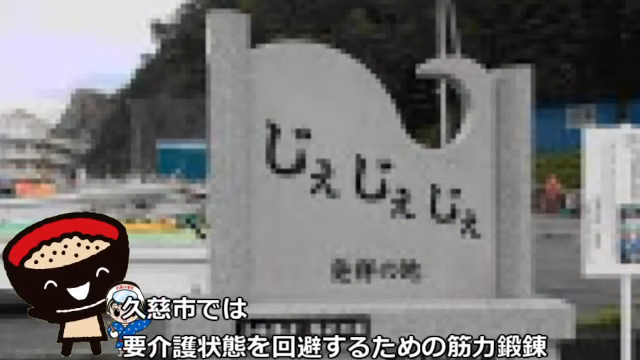 じぇじぇじぇ
発祥の地
久慈市では
要介護状態を回避するための筋力鍛錬